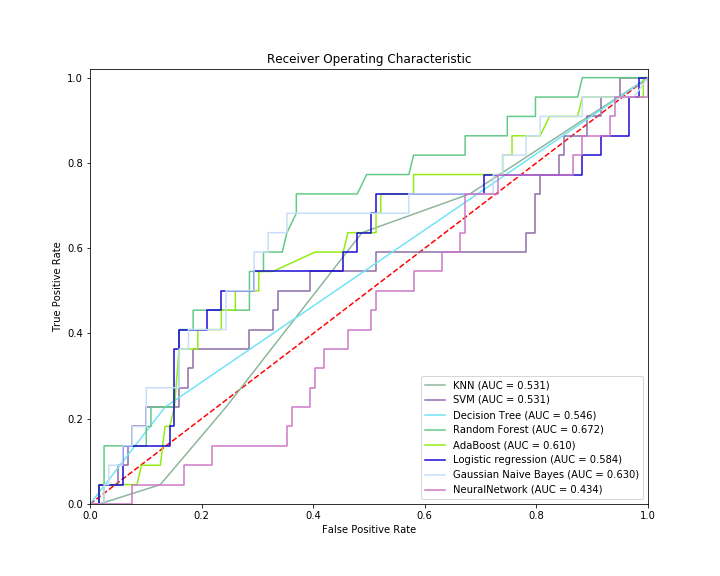 Receiver Operating Characteristic
True Positive Rate
1.0
0.8
0.6
0.4
0.2
0.0
KNN (AUC = 0.531)
SVM (AUC = 0.531)
Decision Tree (AUC = 0.546)
Random Forest (AUC = 0.672)
AdaBoost (AUC = 0.610)
Logistic regression (AUC = 0.584)
Gaussian Naive Bayes (AUC = 0.630)
NeuralNetwork (AUC = 0.434)
0.0 0.2 0.4 0.6 0.8 1.0
False Positive Rate